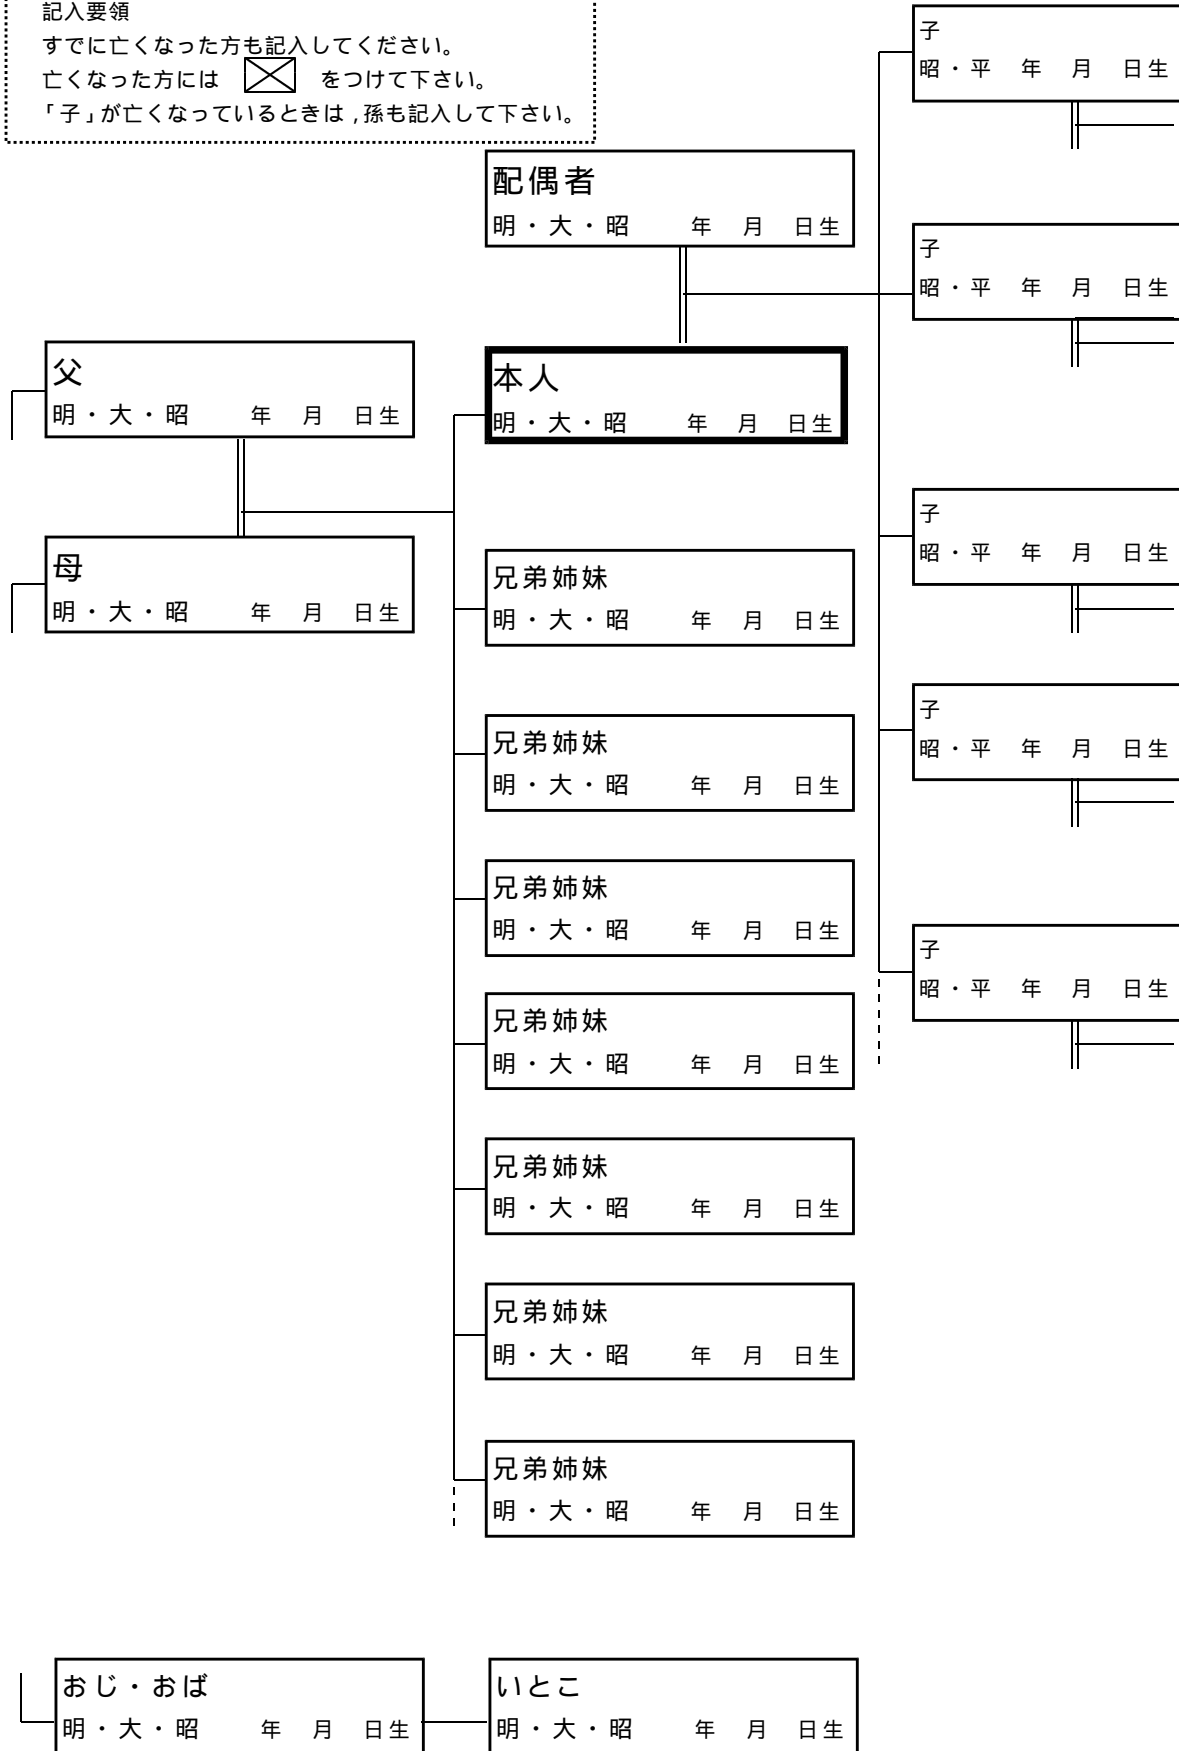 記入要領
すでに亡くなった方も記入してください。
亡くなった方には をつけて下さい。
「子」が亡くなっているときは,孫も記入して下さい。
子
昭・平 年 月 日生
配偶者
明・大・昭 年 月 日生
子
昭・平 年 月 日生
父
明・大・昭 年 月 日生
本人
明・大・昭 年 月 日生
子
昭・平 年 月 日生
母
明・大・昭 年 月 日生
兄弟姉妹
明・大・昭 年 月 日生
子
昭・平 年 月 日生
兄弟姉妹
明・大・昭 年 月 日生
兄弟姉妹
明・大・昭 年 月 日生
子
昭・平 年 月 日生
兄弟姉妹
明・大・昭 年 月 日生
兄弟姉妹
明・大・昭 年 月 日生
兄弟姉妹
明・大・昭 年 月 日生
兄弟姉妹
明・大・昭 年 月 日生
おじ・おば
明・大・昭 年 月 日生
いとこ
明・大・昭 年 月 日生